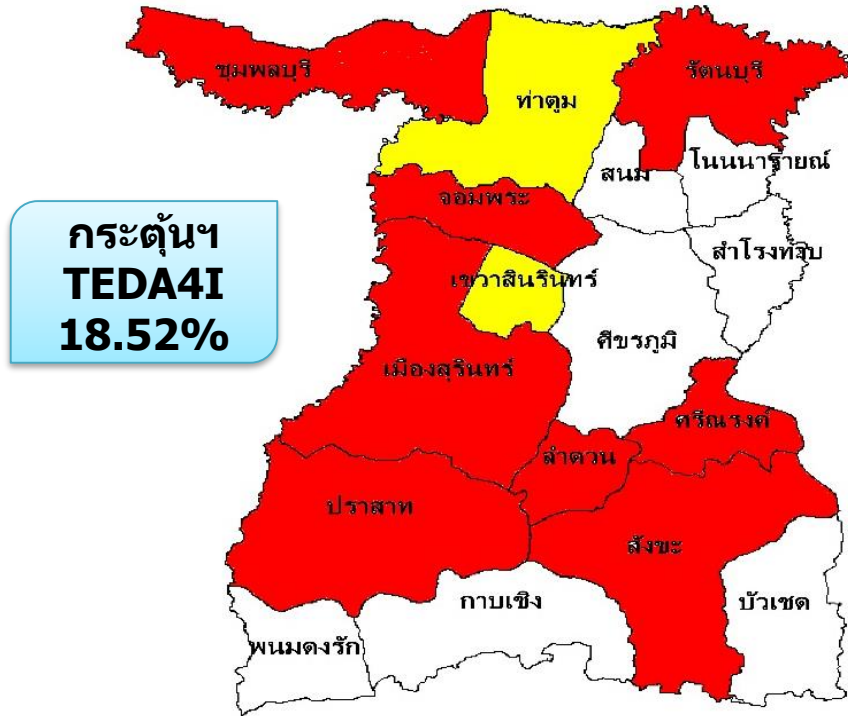 ชุมพลบุรี
รัตนบุรี
ท่าตูม
สนม
โนนนารายณ์
จอมพระ
กระตุ้นฯ
TEDA4I
18.52%
สำโรงทาบ
เขวาสินรินทร์
ศีขรภูมิ
เมืองสุรินทร์
ศรีณรงค์
ลำดวน
ปราสาท
สังขะ
กาบเชิง
บัวเชด
พนมดงรัก